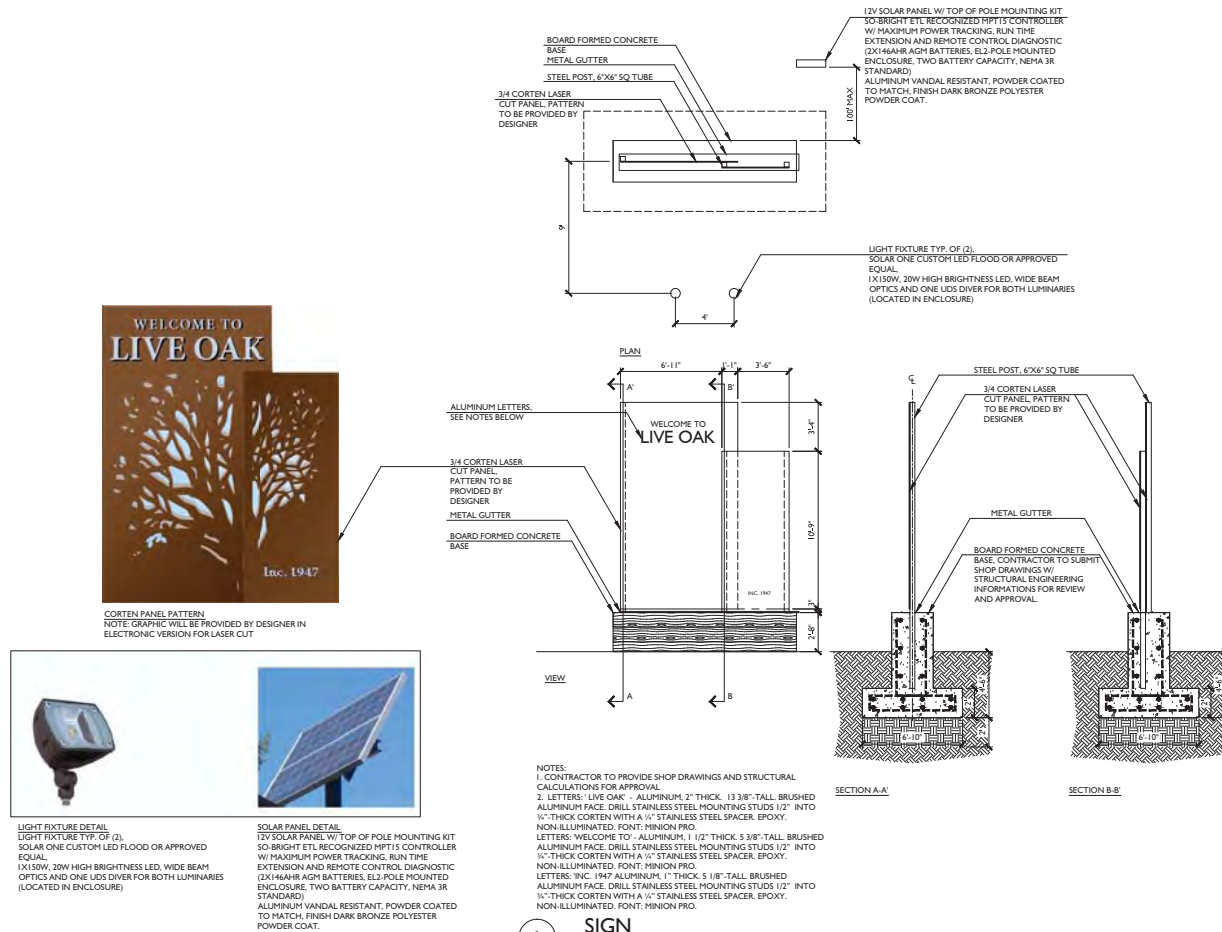 12V SOLAR PANEL W/ TOP OF POLE MOUNTING KIT
SO-BRIGHT ETL RECOGNIZED MPT15 CONTROLLER
W/ MAXIMUM POWER TRACKING, RUN TIME
EXTENSION AND REMOTE CONTROL DIAGNOSTIC
(2X146AHR AGM BATTERIES, EL2-POLE MOUNTED
ENCLOSURE, TWO BATTERY CAPACITY, NEMA 3R
STANDARD)
ALUMINUM VANDAL RESISTANT, POWDER COATED
TO MATCH, FINISH DARK BRONZE POLYESTER
POWDER COAT.
BOARD FORMED CONCRETE
BASE
METAL GUTTER
STEEL POST, 6"X6" SQ TUBE
3/4 CORTEN LASER
CUT PANEL, PATTERN
TO BE PROVIDED BY
DESIGNER
100' MAX
9'
LIGHT FIXTURE TYP. OF (2),
SOLAR ONE CUSTOM LED FLOOD OR APPROVED
EQUAL,
1X150W, 20W HIGH BRIGHTNESS LED, WIDE BEAM
OPTICS AND ONE UDS DIVER FOR BOTH LUMINARIES
(LOCATED IN ENCLOSURE)
4'
PLAN
WELCOME TO
LIVE OAK
Inc. 1947
CORTEN PANEL PATTERN
NOTE: GRAPHIC WILL BE PROVIDED BY DESIGNER IN
ELECTRONIC VERSION FOR LASER CUT
6'-11"
1'-1"
3'-6"
A'
B'
ALUMINUM LETTERS,
SEE NOTES BELOW
WELCOME TO
LIVE OAK
3'-4"
3/4 CORTEN LASER
CUT PANEL,
PATTERN TO BE
PROVIDED BY
DESIGNER
METAL GUTTER
BOARD FORMED CONCRETE
BASE
10'-9"
INC. 1947
3"
2'-8"
VIEW
A
B
STEEL POST, 6"X6" SQ TUBE
3/4 CORTEN LASER
CUT PANEL, PATTERN
TO BE PROVIDED BY
DESIGNER
METAL GUTTER
BOARD FORMED CONCRETE
BASE, CONTRACTOR TO SUBMIT
SHOP DRAWINGS W/
STRUCTURAL ENGINEERING
INFORMATIONS FOR REVIEW
AND APPROVAL.
4'-6"
2'
2'
6'-10"
4'-6"
2'
2'
6'-10"
SECTION A-A'
SECTION B-B'
LIGHT FIXTURE DETAIL
LIGHT FIXTURE TYP. OF (2),
SOLAR ONE CUSTOM LED FLOOD OR APPROVED
EQUAL,
1X150W, 20W HIGH BRIGHTNESS LED, WIDE BEAM
OPTICS AND ONE UDS DIVER FOR BOTH LUMINARIES
(LOCATED IN ENCLOSURE)
SOLAR PANEL DETAIL
12V SOLAR PANEL W/ TOP OF POLE MOUNTING KIT
SO-BRIGHT ETL RECOGNIZED MPT15 CONTROLLER
W/ MAXIMUM POWER TRACKING, RUN TIME
EXTENSION AND REMOTE CONTROL DIAGNOSTIC
(2X146AHR AGM BATTERIES, EL2-POLE MOUNTED
ENCLOSURE, TWO BATTERY CAPACITY, NEMA 3R
STANDARD)
ALUMINUM VANDAL RESISTANT, POWDER COATED
TO MATCH, FINISH DARK BRONZE POLYESTER
POWDER COAT.
NOTES:
1. CONTRACTOR TO PROVIDE SHOP DRAWINGS AND STRUCTURAL
CALCULATIONS FOR APPROVAL
2. LETTERS: ' LIVE OAK' - ALUMINUM, 2" THICK. 13 3/8"-TALL. BRUSHED
ALUMINUM FACE. DRILL STAINLESS STEEL MOUNTING STUDS 1/2" INTO
¾"-THICK CORTEN WITH A ¼" STAINLESS STEEL SPACER. EPOXY.
NON-ILLUMINATED. FONT: MINION PRO.
LETTERS: 'WELCOME TO' - ALUMINUM, 1 1/2" THICK. 5 3/8"-TALL. BRUSHED
ALUMINUM FACE. DRILL STAINLESS STEEL MOUNTING STUDS 1/2" INTO
¾"-THICK CORTEN WITH A ¼" STAINLESS STEEL SPACER. EPOXY.
NON-ILLUMINATED. FONT: MINION PRO.
LETTERS: 'INC. 1947' ALUMINUM, 1" THICK. 5 1/8"-TALL. BRUSHED
ALUMINUM FACE. DRILL STAINLESS STEEL MOUNTING STUDS 1/2" INTO
¾"-THICK CORTEN WITH A ¼" STAINLESS STEEL SPACER. EPOXY.
NON-ILLUMINATED. FONT: MINION PRO.
SIGN